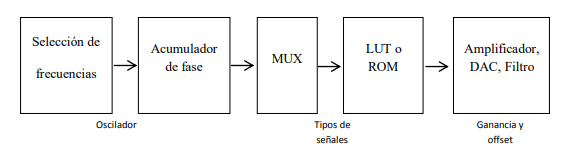 Selección de
frecuencias
Acumulador
de fase
MUX
LUT o
ROM
Amplificador,
DAC, Filtro
Oscilador
Tipos de
señales
Ganancia y
offset